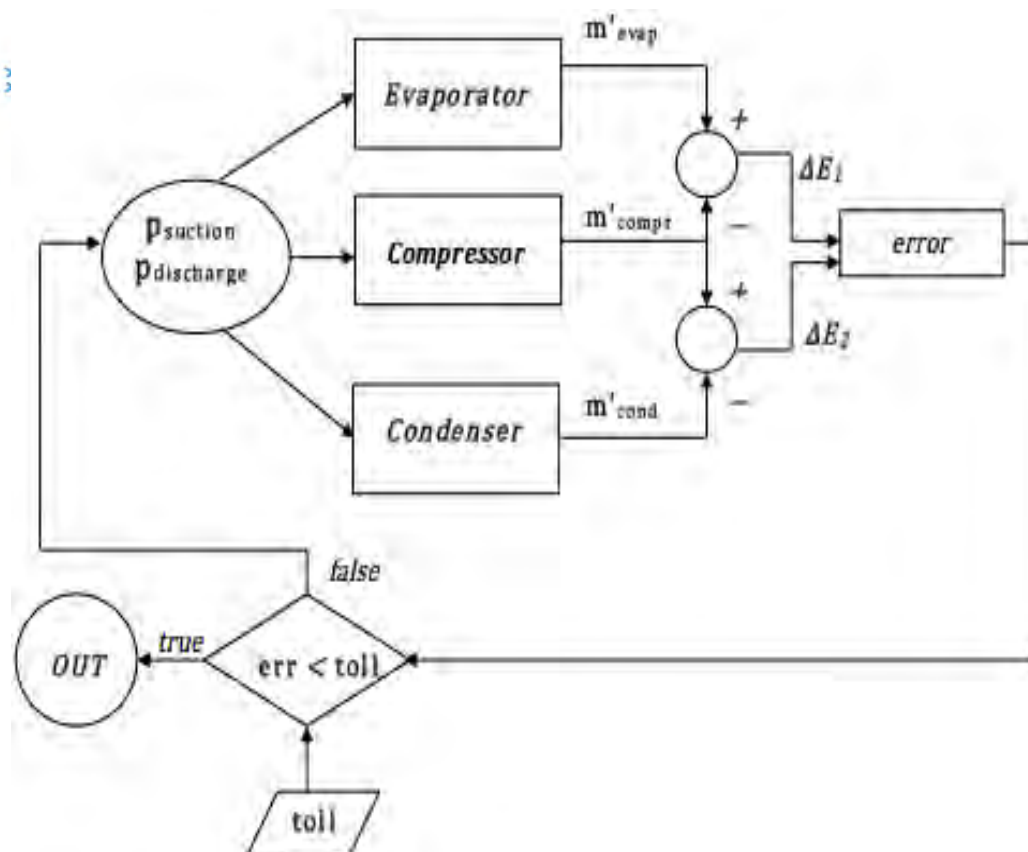 m'evap
Evaporator
+
ΔE1
psuction
pdischarge
m'compr
−
Compressor
error
+
ΔE2
m'cond
−
Condenser
false
true
OUT
err < toll
toll